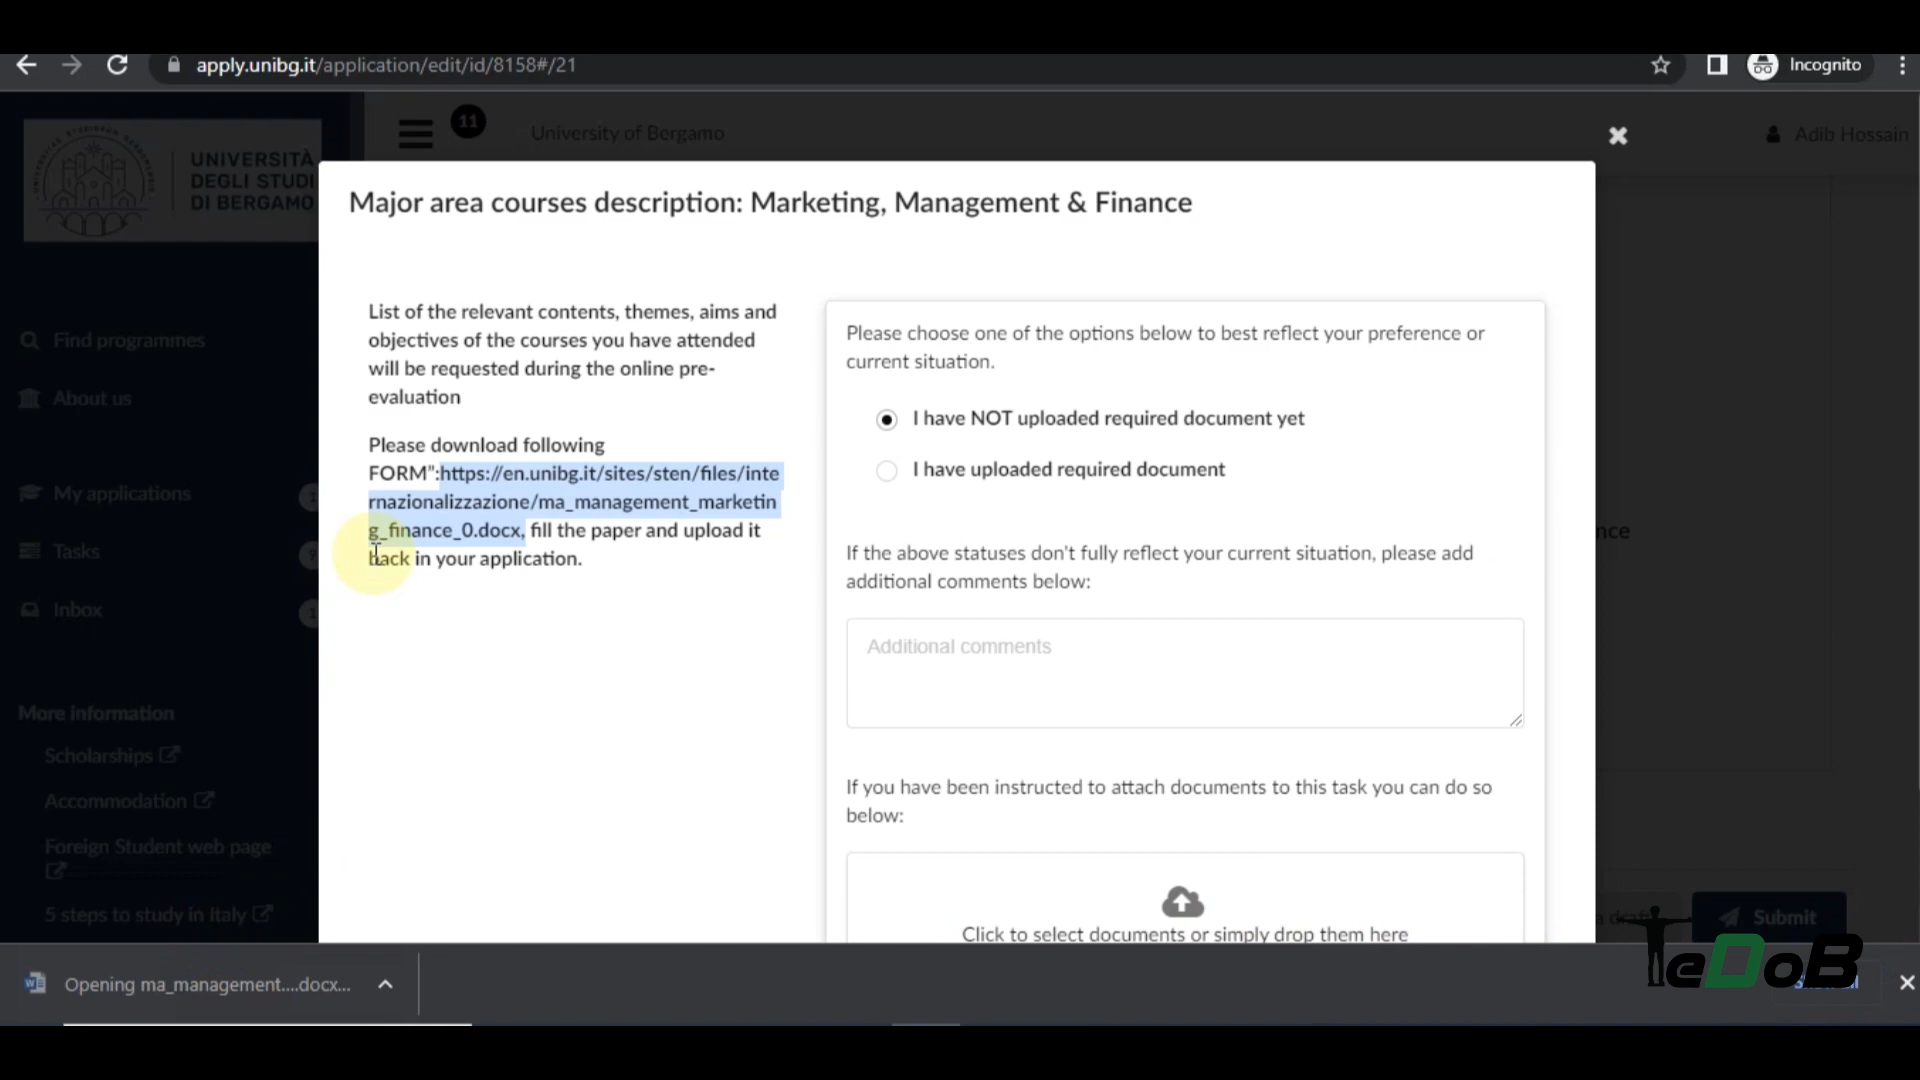 apply.unibg.it/application/edit/id/8158#/21
Incognito
UNIVERSITÀ
DEGLI STUDI
DI BERGAMO
11
University of Bergamo
Adib Hossain
Major area courses description: Marketing, Management & Finance
Find programmes
About us
My applications
Tasks
Inbox
More information
Scholarships
Accommodation
Foreign Student web page
5 steps to study in Italy
List of the relevant contents, themes, aims and
objectives of the courses you have attended
will be requested during the online pre-
evaluation
Please download following
FORM":https://en.unibg.it/sites/sten/files/inte
rnazionalizzazione/ma_management_marketin
g_finance_0.docx, fill the paper and upload it
back in your application.
Please choose one of the options below to best reflect your preference or
current situation.
I have NOT uploaded required document yet
I have uploaded required document
If the above statuses don't fully reflect your current situation, please add
additional comments below:
Additional comments
If you have been instructed to attach documents to this task you can do so
below:
Click to select documents or simply drop them here
Submit
Opening ma_management....docx...
TeDoB